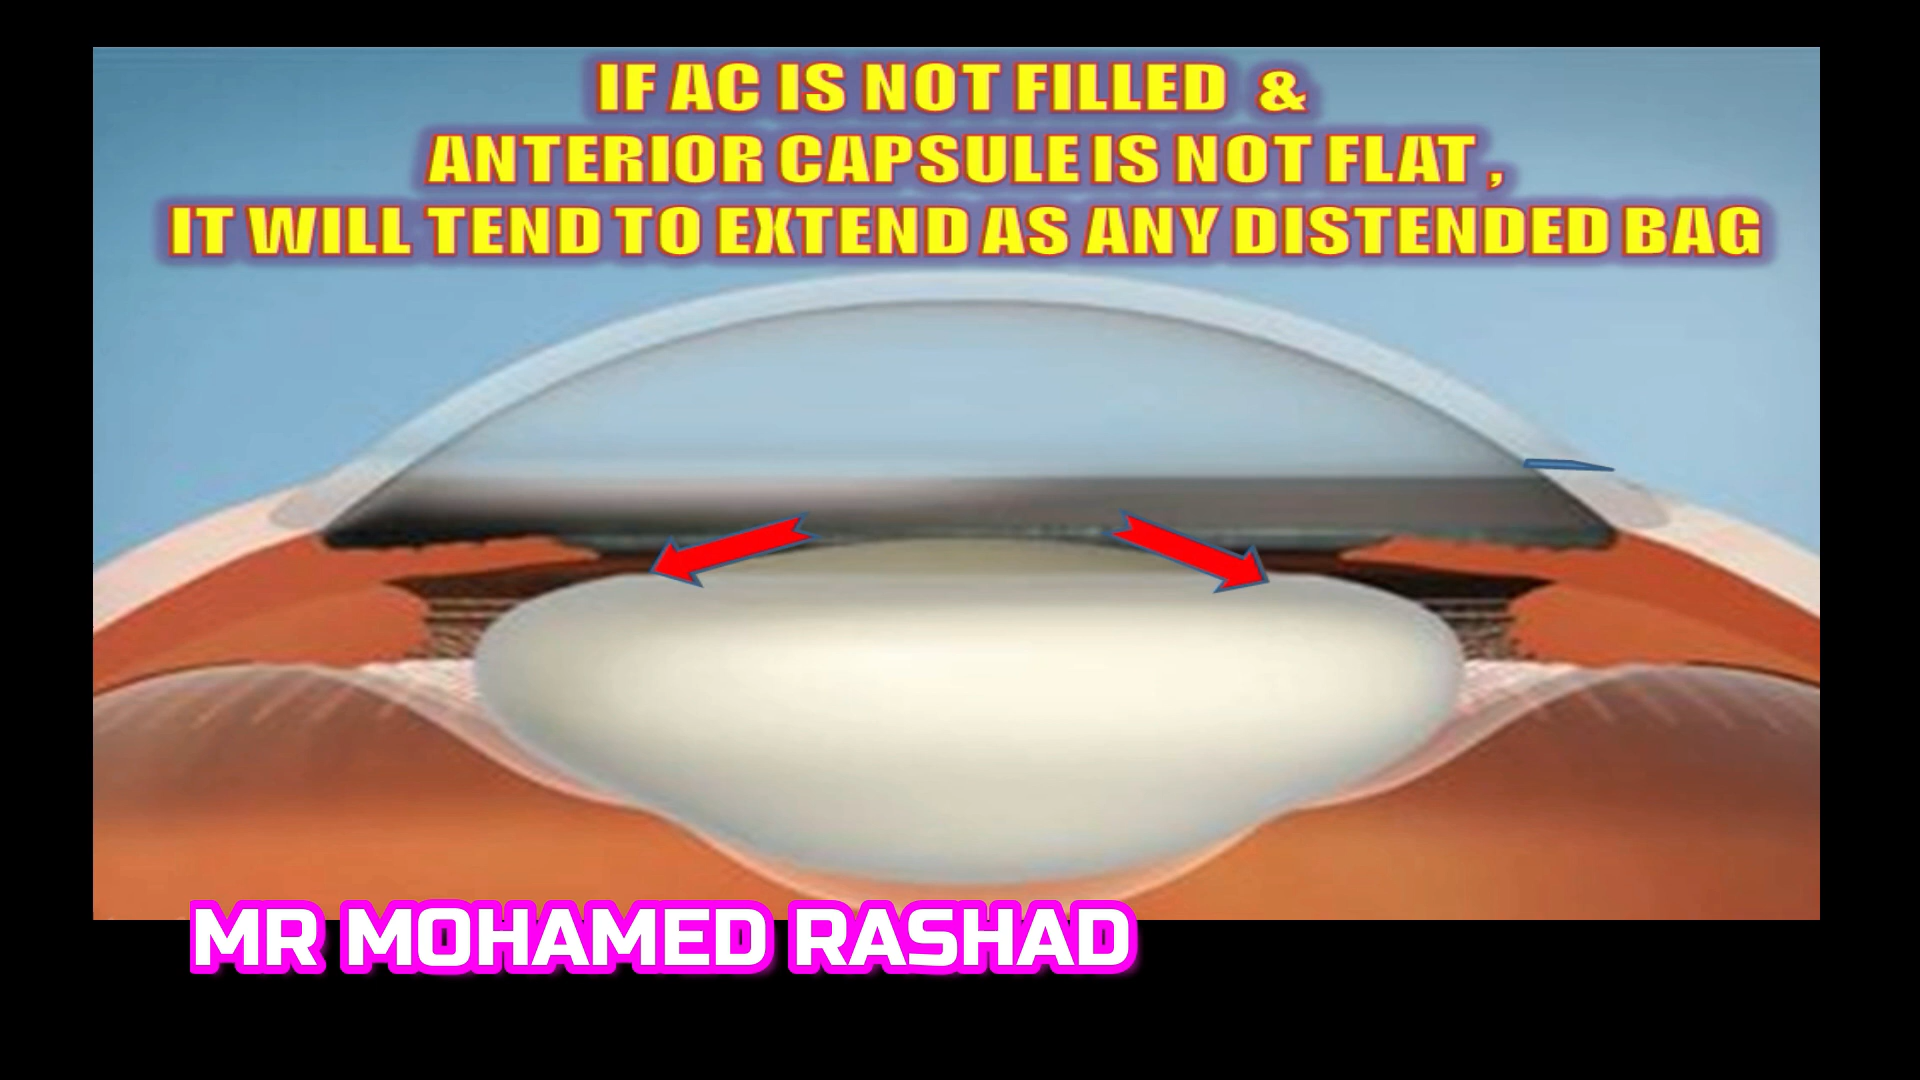 IF AC IS NOT FILLED &
ANTERIOR CAPSULE IS NOT FLAT ,
IT WILL TEND TO EXTEND AS ANY DISTENDED BAG
MR MOHAMED RASHAD